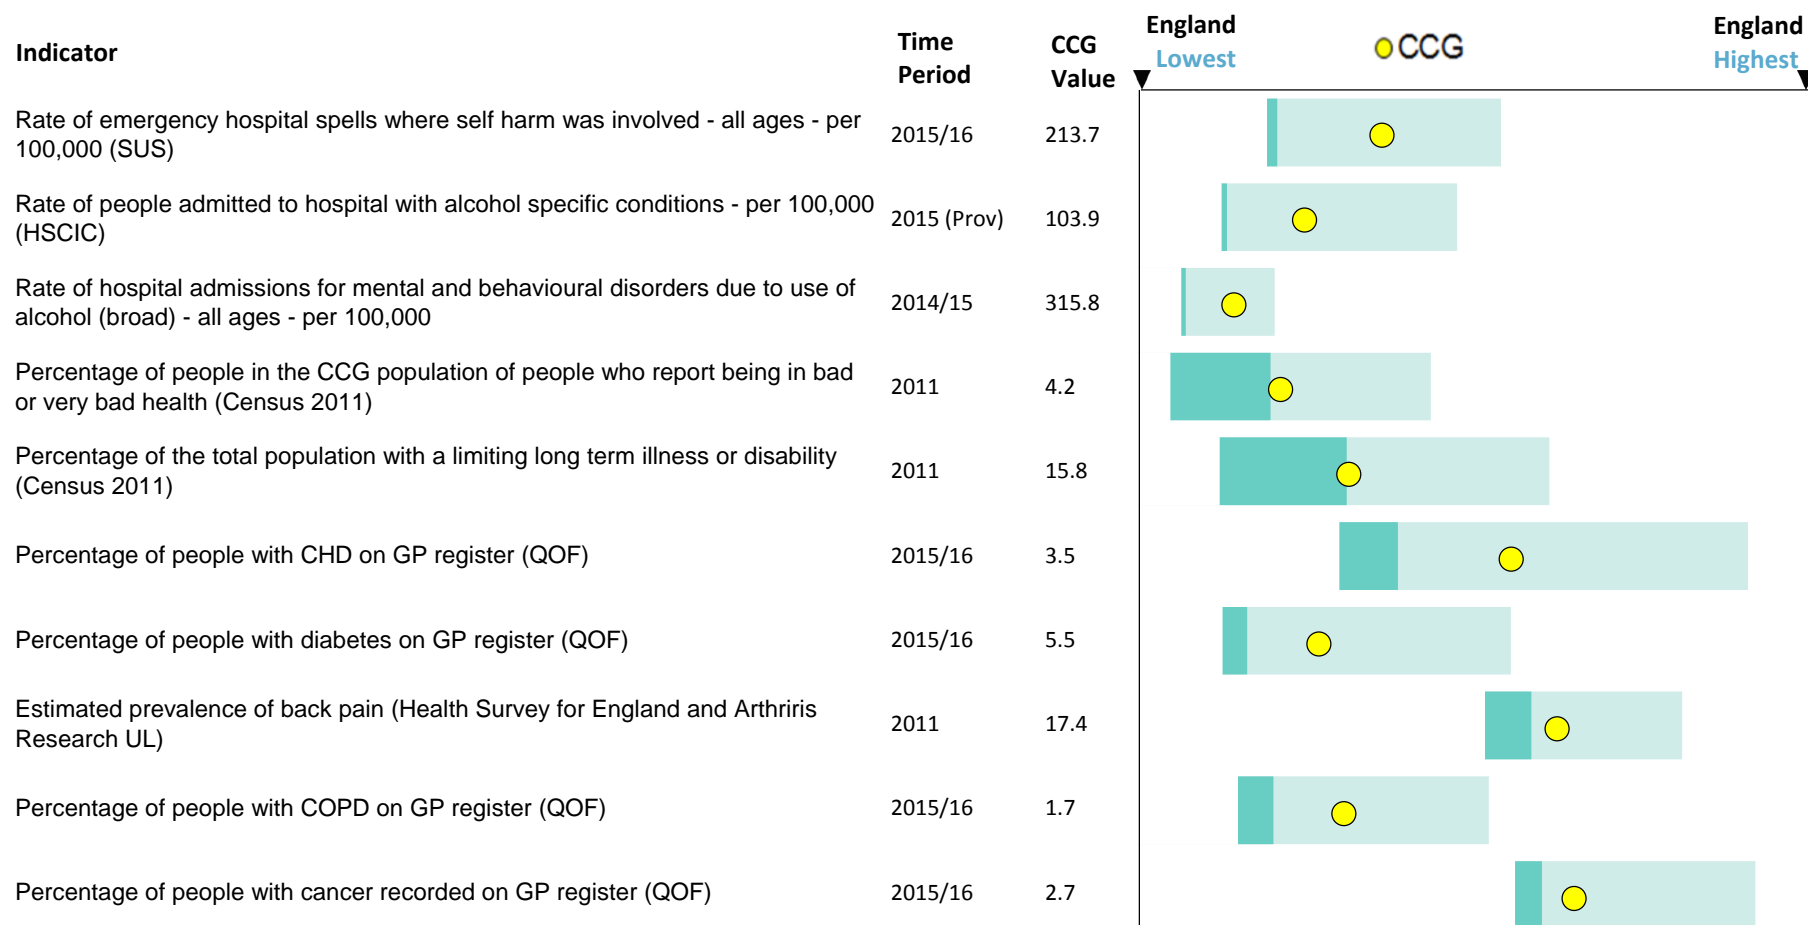 Indicator
Time Period
CCG Value
England Lowest
CCG
England Highest
Rate of emergency hospital spells where self harm was involved - all ages - per
100,000 (SUS)
2015/16
213.7
Rate of people admitted to hospital with alcohol specific conditions - per 100,000
(HSCIC)
2015 (Prov)
103.9
Rate of hospital admissions for mental and behavioural disorders due to use of
alcohol (broad) - all ages - per 100,000
2014/15
315.8
Percentage of people in the CCG population of people who report being in bad
or very bad health (Census 2011)
2011
4.2
Percentage of the total population with a limiting long term illness or disability
(Census 2011)
2011
15.8
Percentage of people with CHD on GP register (QOF)
2015/16
3.5
Percentage of people with diabetes on GP register (QOF)
2015/16
5.5
Estimated prevalence of back pain (Health Survey for England and Arthriris
Research UL)
2011
17.4
Percentage of people with COPD on GP register (QOF)
2015/16
1.7
Percentage of people with cancer recorded on GP register (QOF)
2015/16
2.7